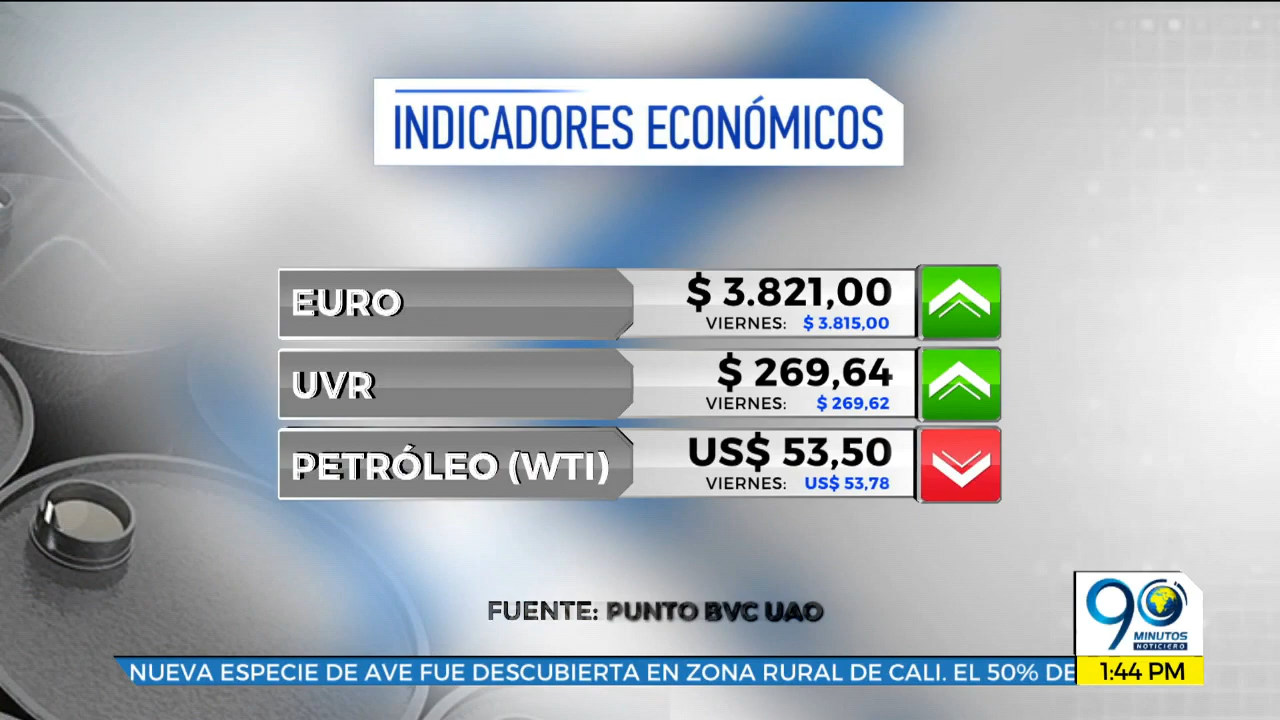 INDICADORES ECONÓMICOS
EURO
$ 3.821,00
VIERNES: $ 3.815,00
UVR
$ 269,64
VIERNES: $ 269,62
PETRÓLEO (WTI)
US$ 53,50
VIERNES: US$ 53,78
FUENTE: PUNTO BVC UAO
90
MINUTOS
NOTICIERO
NUEVA ESPECIE DE AVE FUE DESCUBIERTA EN ZONA RURAL DE CALI. EL 50% DE
1:44 PM